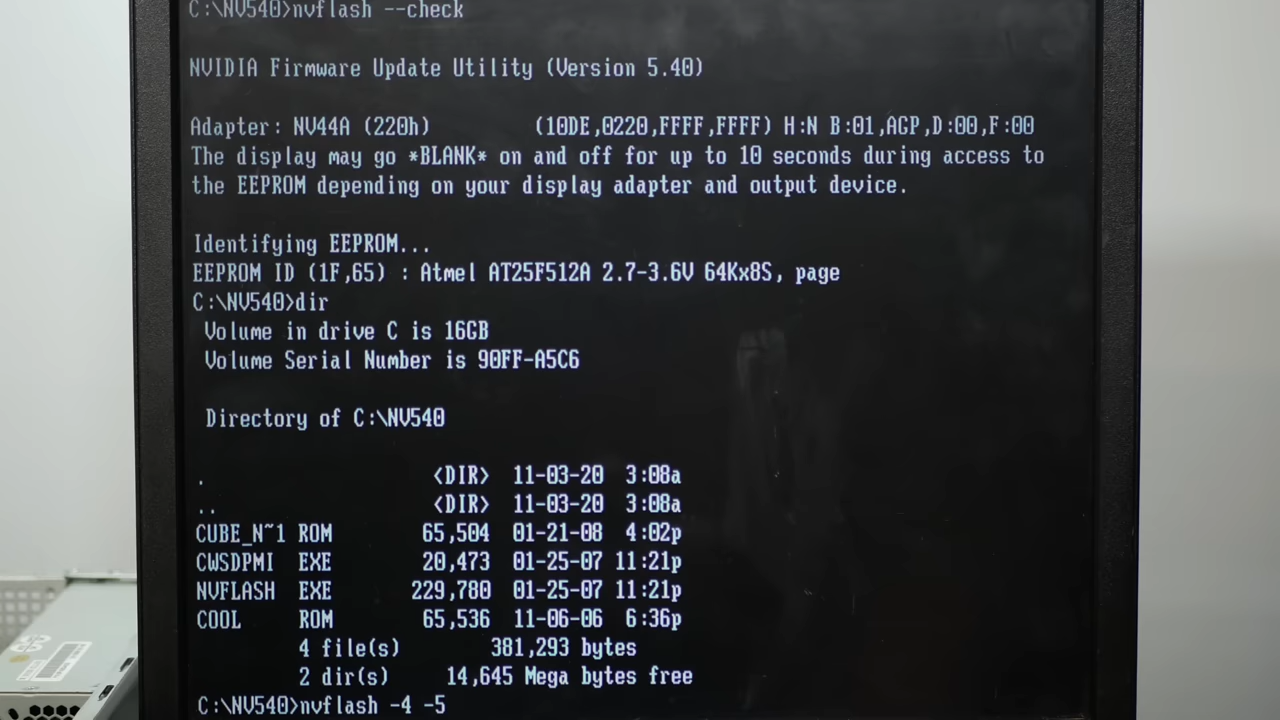 C:\NV540>nvflash --check
NVIDIA Firmware Update Utility (Version 5.40)
Adapter: NV44A (220h) (10DE,0220,FFFF,FFFF) H:N B:01,AGP,D:00,F:00
The display may go *BLANK* on and off for up to 10 seconds during access to
the EEPROM depending on your display adapter and output device.
Identifying EEPROM...
EEPROM ID (1F,65) : Atmel AT25F512A 2.7-3.6V 64Kx8S, page
C:\NV540>dir
Volume in drive C is 16GB
Volume Serial Number is 90FF-A5C6
Directory of C:\NV540
. <DIR> 11-03-20 3:08a
.. <DIR> 11-03-20 3:08a
CUBE_N~1 ROM 65,504 01-21-08 4:02p
CWSDPMI EXE 20,473 01-25-07 11:21p
NVFLASH EXE 229,780 01-25-07 11:21p
COOL ROM 65,536 11-06-06 6:36p
4 file(s) 381,293 bytes
2 dir(s) 14,645 Mega bytes free
C:\NV540>nvflash -4 -5